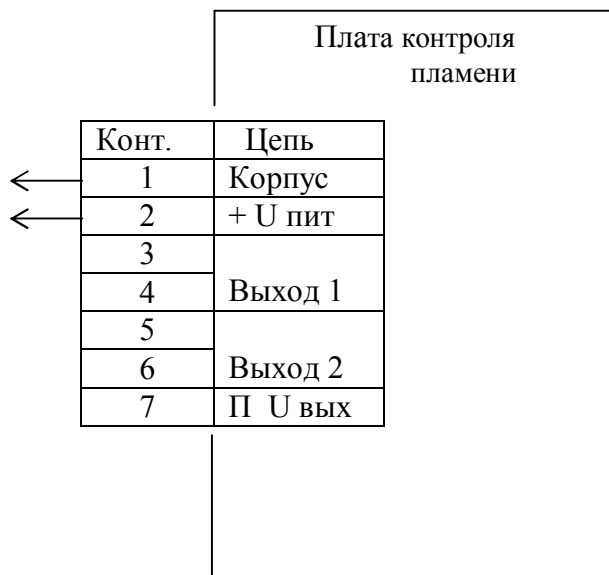 Плата контроля
пламени
Конт. Цепь
1 Корпус
2 + U пит
3
4 Выход 1
5
6 Выход 2
7 П U вых